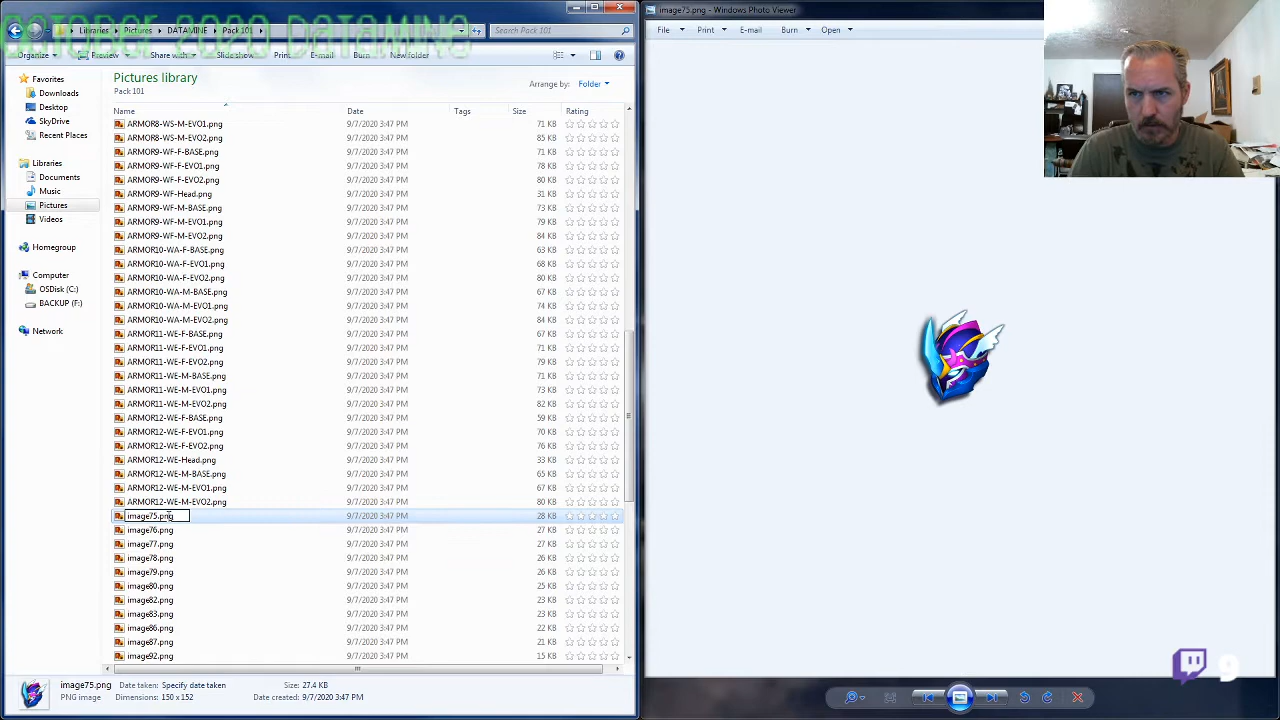 Libraries ▸ Pictures ▸ DATAMINE ▸ Pack 101 ▸
Search Pack 101
Organize Preview Share with Slide show Print E-mail Burn New folder
Pictures library
Pack 101
Arrange by: Folder
Name Date Tags Size Rating
Favorites
Downloads
Desktop
SkyDrive
Recent Places
Libraries
Documents
Music
Pictures
Videos
Homegroup
Computer
OSDisk (C:)
BACKUP (F:)
Network
ARMOR8-WS-M-EVO1.png 9/7/2020 3:47 PM 71 KB
ARMOR8-WS-M-EVO1.png 9/7/2020 3:47 PM 85 KB
ARMOR9-WF-F-BASE.png 9/7/2020 3:47 PM 71 KB
ARMOR9-WF-F-EVO1.png 9/7/2020 3:47 PM 78 KB
ARMOR9-WF-F-EVO2.png 9/7/2020 3:47 PM 80 KB
ARMOR9-WF-Head.png 9/7/2020 3:47 PM 31 KB
ARMOR9-WF-M-BASE.png 9/7/2020 3:47 PM 73 KB
ARMOR9-WF-M-EVO1.png 9/7/2020 3:47 PM 79 KB
ARMOR9-WF-M-EVO1.png 9/7/2020 3:47 PM 84 KB
ARMOR10-WA-F-BASE.png 9/7/2020 3:47 PM 63 KB
ARMOR10-WA-F-EVO1.png 9/7/2020 3:47 PM 68 KB
ARMOR10-WA-F-EVO2.png 9/7/2020 3:47 PM 80 KB
ARMOR10-WA-M-BASE.png 9/7/2020 3:47 PM 67 KB
ARMOR10-WA-M-EVO1.png 9/7/2020 3:47 PM 74 KB
ARMOR10-WA-M-EVO2.png 9/7/2020 3:47 PM 84 KB
ARMOR11-WE-F-BASE.png 9/7/2020 3:47 PM 67 KB
ARMOR11-WE-F-EVO1.png 9/7/2020 3:47 PM 71 KB
ARMOR11-WE-F-EVO2.png 9/7/2020 3:47 PM 79 KB
ARMOR11-WE-M-BASE.png 9/7/2020 3:47 PM 67 KB
ARMOR11-WE-M-EVO1.png 9/7/2020 3:47 PM 73 KB
ARMOR11-WE-M-EVO2.png 9/7/2020 3:47 PM 82 KB
ARMOR12-WE-F-BASE.png 9/7/2020 3:47 PM 59 KB
ARMOR12-WE-F-EVO1.png 9/7/2020 3:47 PM 70 KB
ARMOR12-WE-F-EVO2.png 9/7/2020 3:47 PM 76 KB
ARMOR12-WE-Head.png 9/7/2020 3:47 PM 33 KB
ARMOR12-WE-M-BASE.png 9/7/2020 3:47 PM 65 KB
ARMOR12-WE-M-EVO1.png 9/7/2020 3:47 PM 67 KB
ARMOR12-WE-M-EVO2.png 9/7/2020 3:47 PM 80 KB
image75.png 9/7/2020 3:47 PM 28 KB
image76.png 9/7/2020 3:47 PM 27 KB
image77.png 9/7/2020 3:47 PM 27 KB
image78.png 9/7/2020 3:47 PM 26 KB
9/7/2020 3:47 PM 26 KB
9/7/2020 3:47 PM 25 KB
image82.png 9/7/2020 3:47 PM 23 KB
image83.png 9/7/2020 3:47 PM 23 KB
9/7/2020 3:47 PM 22 KB
9/7/2020 3:47 PM 21 KB
image92.png 9/7/2020 3:47 PM 15 KB
image75.png Date taken: Specify date taken Size: 27.4 KB
PNG image Dimensions: 150 x 152 Date created: 9/7/2020 3:47 PM
image75.png - Windows Photo Viewer
File Print E-mail Burn Open
9